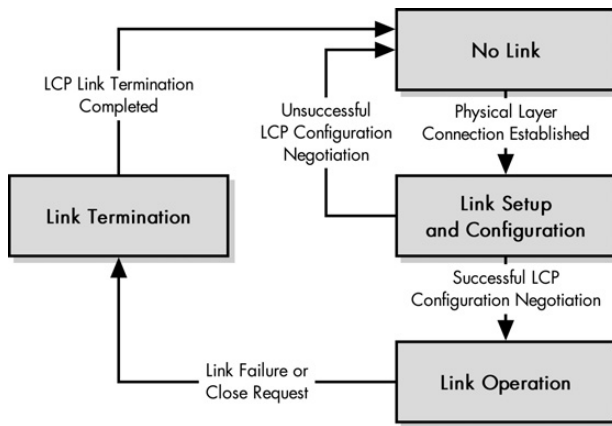 No Link
LCP Link Termination
Completed
Unsuccessful
LCP Configuration
Negotiation
Physical Layer
Connection Established
Link Termination
Link Setup
and Configuration
Successful LCP
Configuration Negotiation
Link Failure or
Close Request
Link Operation